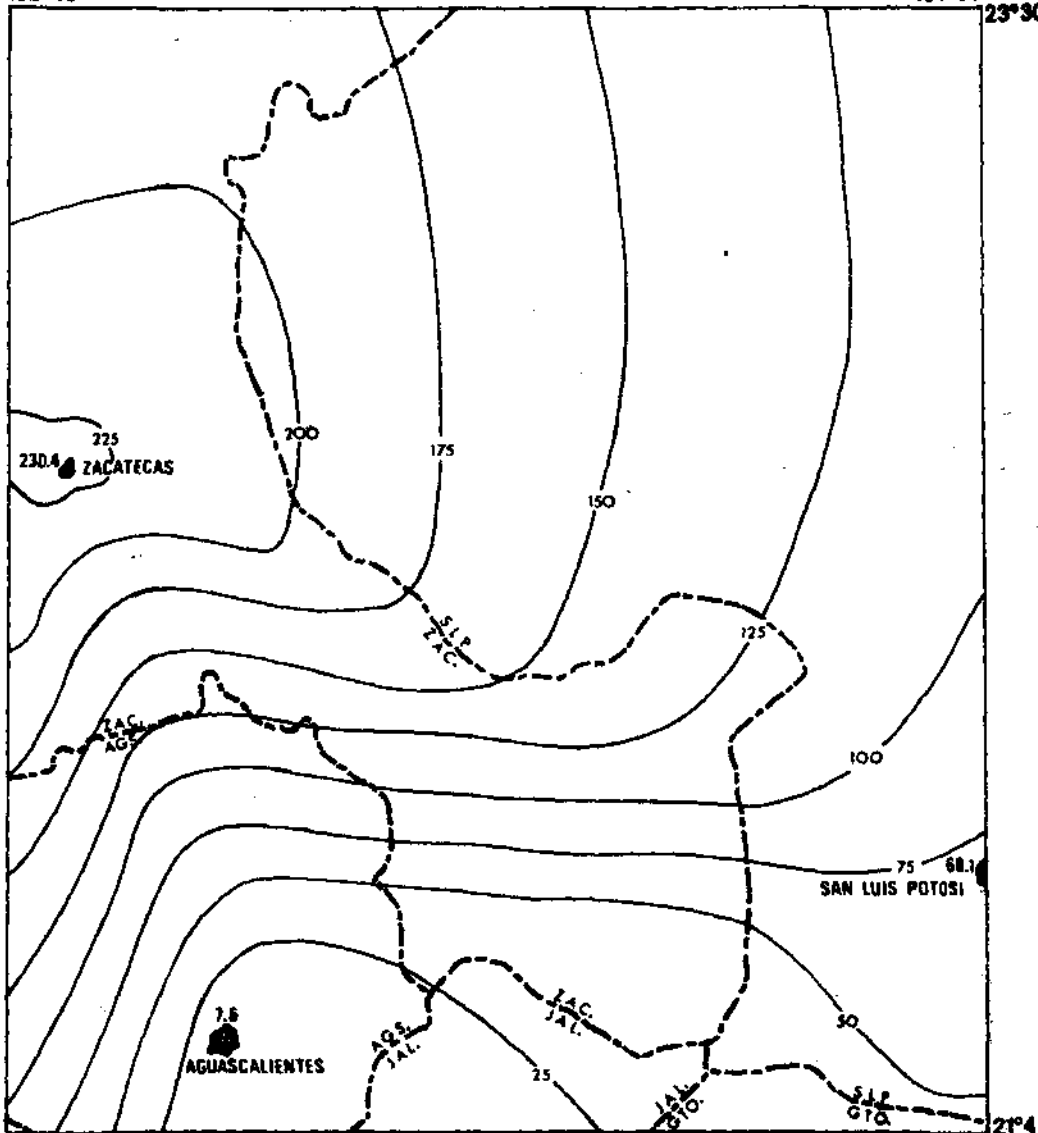 23°30
225
230.4 ZACATECAS
200
175
150
S.L.P.
ZAC.
125
ZAC.
AGS.
100
75
68.1
SAN LUIS POTOSI
7.6
AGUASCALIENTES
AGS.
JAL.
ZAC.
JAL.
50
25
JAL.
GTO.
S.L.P.
GTO.
21°4